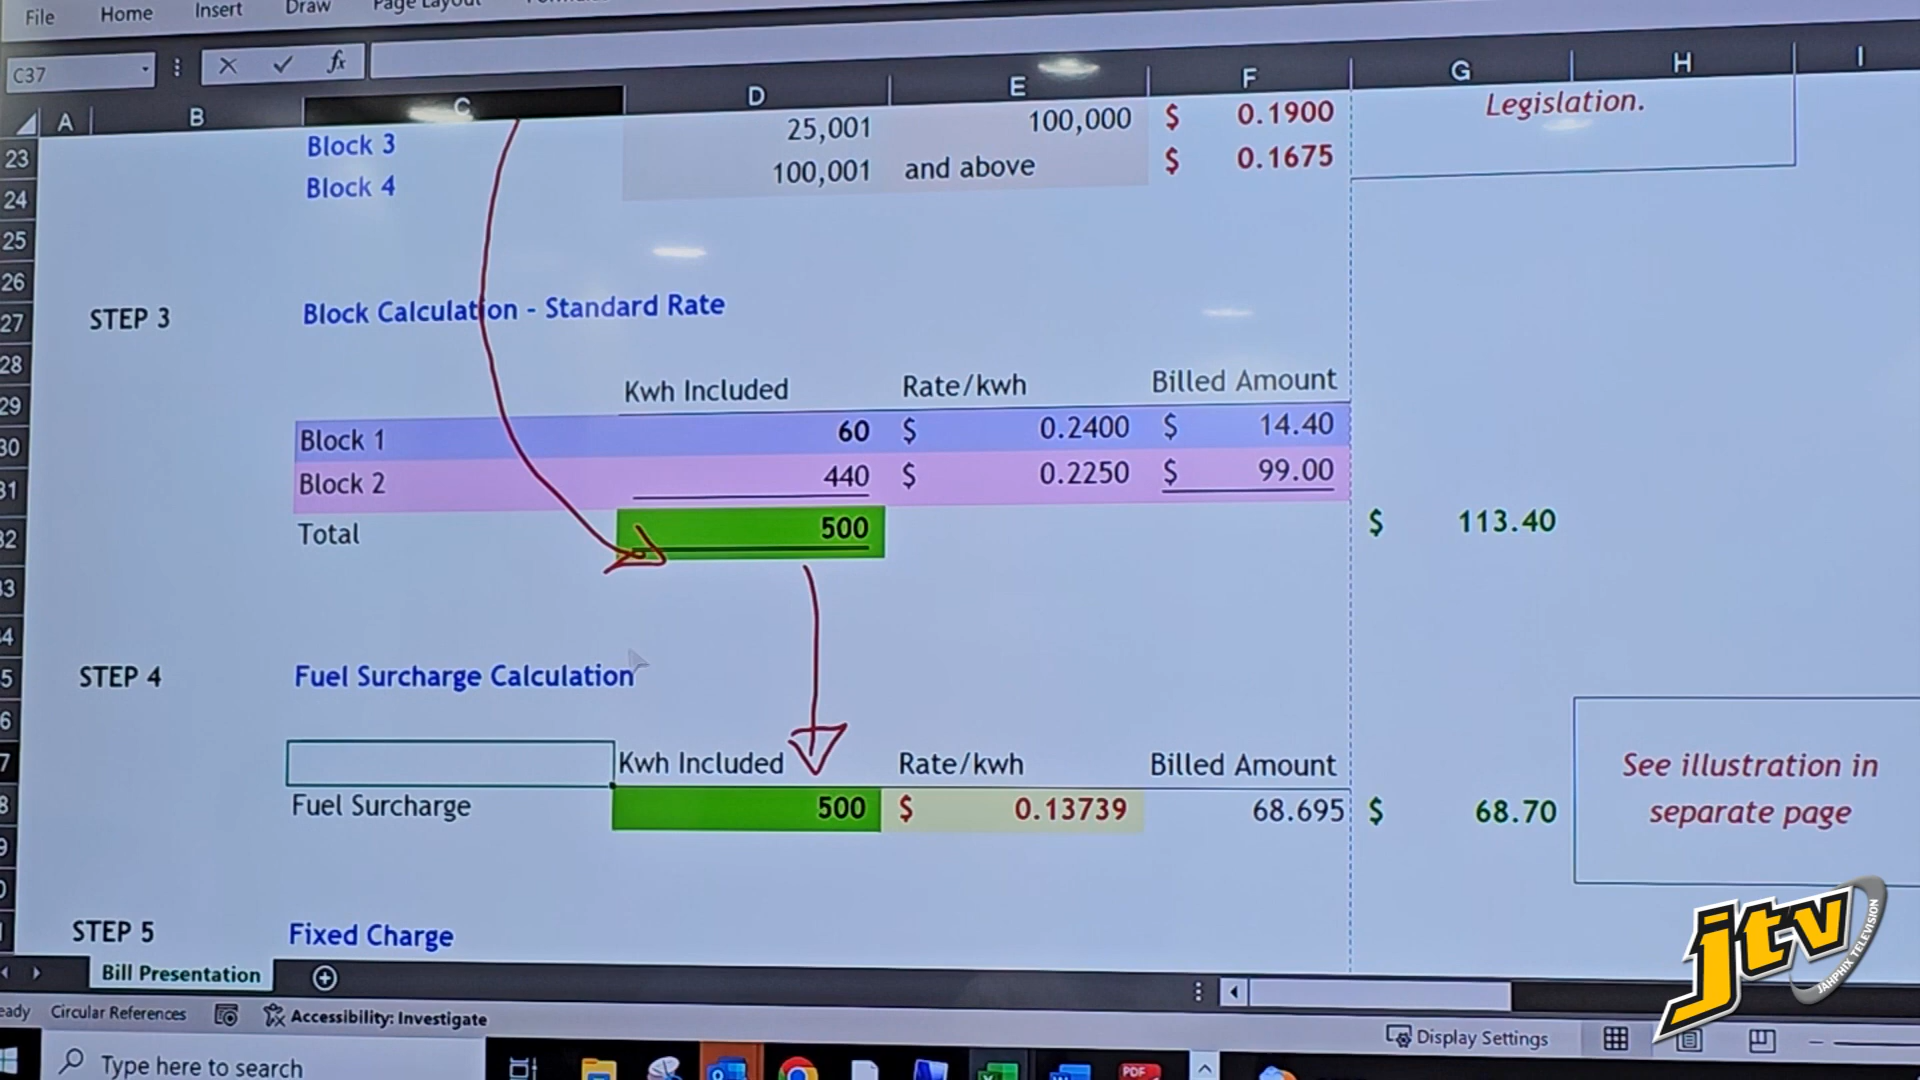 File Home Insert Draw Page Layout
C37 fx
A B C D E F G H I
23 Block 3 25,001 100,000 $ 0.1900 Legislation.
24 Block 4 100,001 and above $ 0.1675
25
26
27 STEP 3 Block Calculation - Standard Rate
28
29 Kwh Included Rate/kwh Billed Amount
30 Block 1 60 $ 0.2400 $ 14.40
31 Block 2 440 $ 0.2250 $ 99.00
32 Total 500 $ 113.40
STEP 4 Fuel Surcharge Calculation
Kwh Included Rate/kwh Billed Amount See illustration in
Fuel Surcharge 500 $ 0.13739 68.695 $ 68.70 separate page
STEP 5 Fixed Charge
Bill Presentation
Circular References Accessibility: Investigate Display Settings
Type here to search PDF
jtv
JAHPHIX TELEVISION